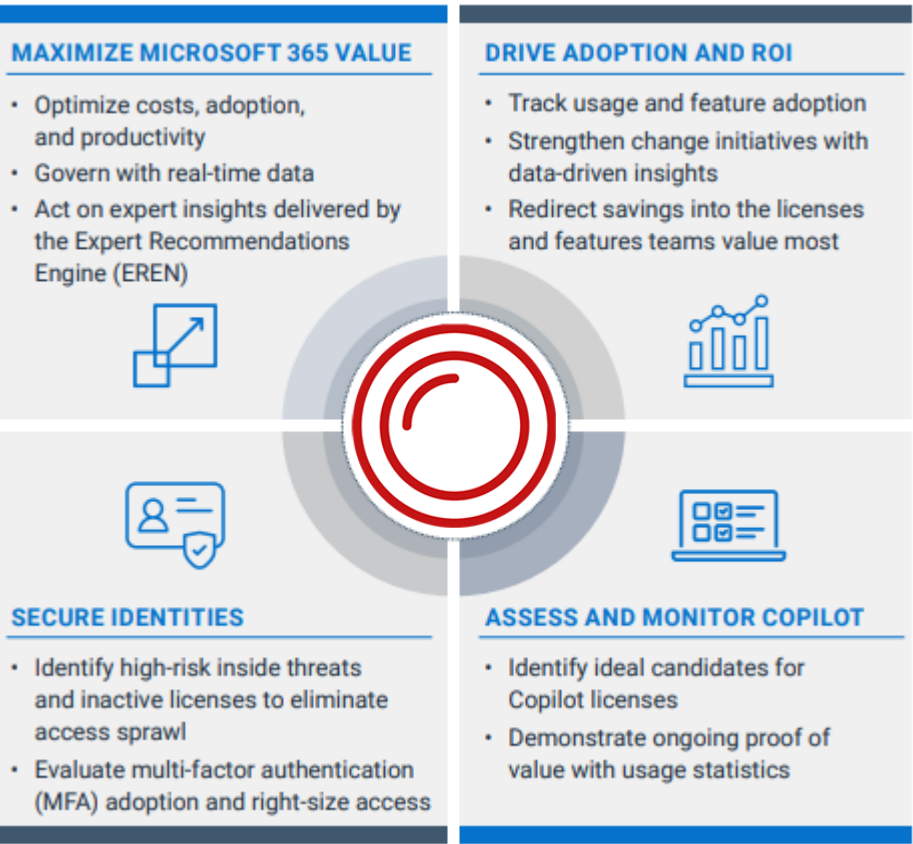 MAXIMIZE MICROSOFT 365 VALUE
• Optimize costs, adoption,
and productivity
• Govern with real-time data
• Act on expert insights delivered by
the Expert Recommendations
Engine (EREN)
DRIVE ADOPTION AND ROI
• Track usage and feature adoption
• Strengthen change initiatives with
data-driven insights
• Redirect savings into the licenses
and features teams value most
SECURE IDENTITIES
• Identify high-risk inside threats
and inactive licenses to eliminate
access sprawl
• Evaluate multi-factor authentication
(MFA) adoption and right-size access
ASSESS AND MONITOR COPILOT
• Identify ideal candidates for
Copilot licenses
• Demonstrate ongoing proof of
value with usage statistics